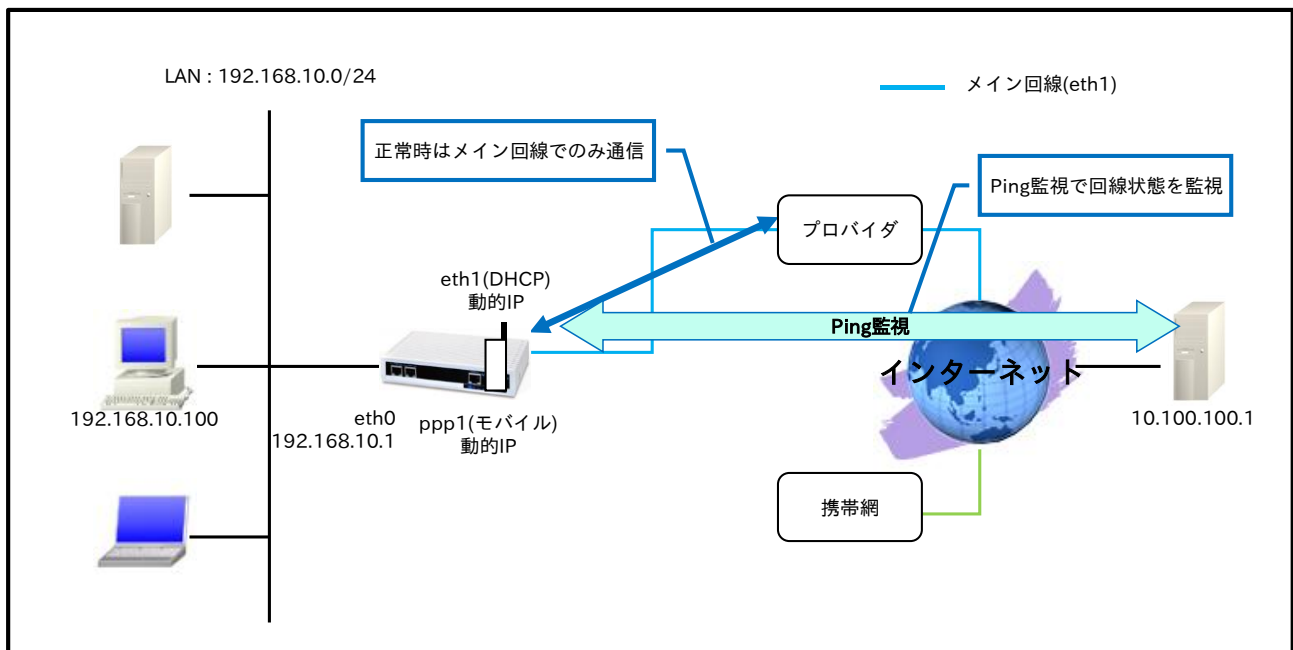 LAN : 192.168.10.0/24
メイン回線(eth1)
正常時はメイン回線でのみ通信
Ping監視で回線状態を監視
プロバイダ
eth1(DHCP)
動的IP
Ping監視
インターネット
192.168.10.100
eth0
192.168.10.1
ppp1(モバイル)
動的IP
10.100.100.1
携帯網